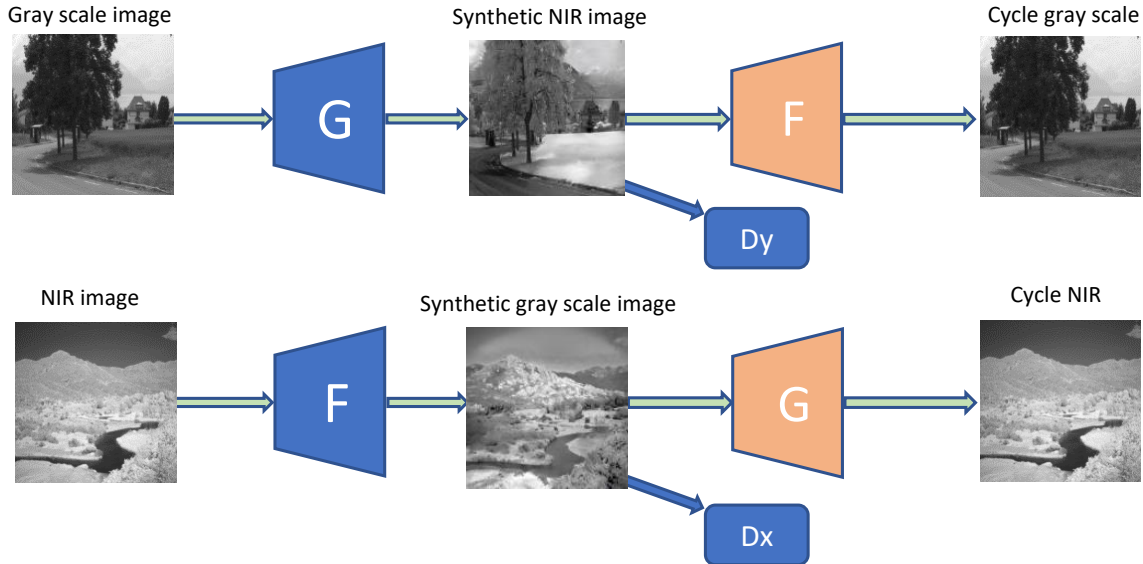 Gray scale image
Synthetic NIR image
Cycle gray scale
G
F
Dy
NIR image
Synthetic gray scale image
Cycle NIR
F
G
Dx